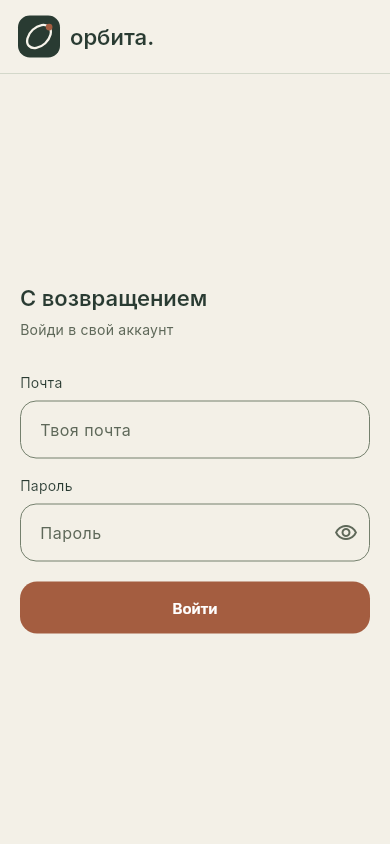 орбита.
С возвращением
Войди в свой аккаунт
Почта
Твоя почта
Пароль
Пароль
Войти